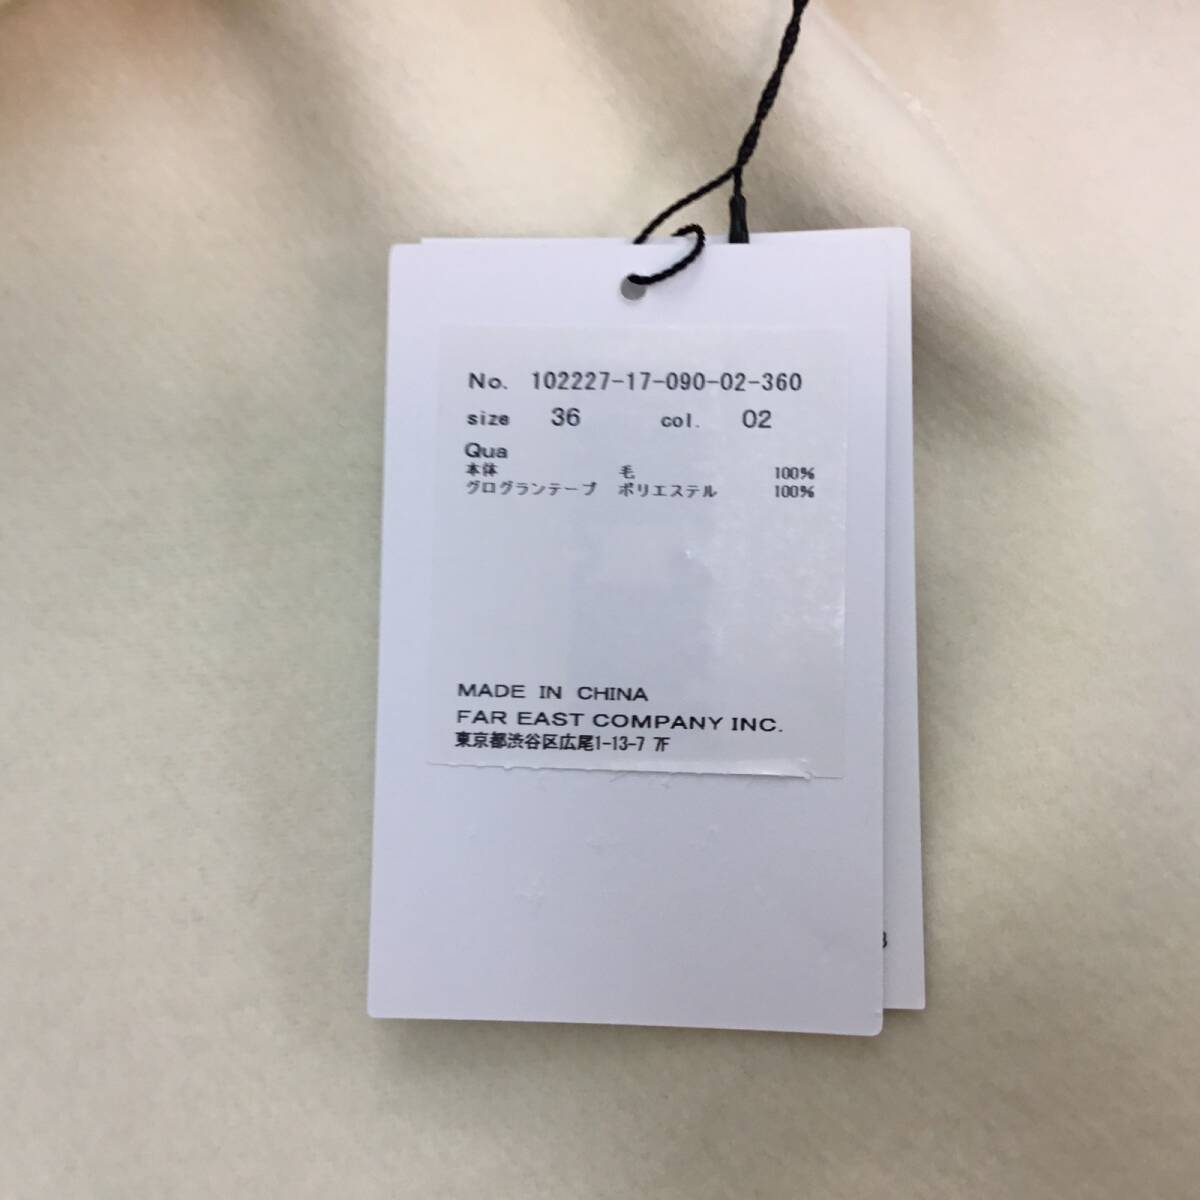 No. 102227-17-090-02-360
size 36 col. 02
Qua
本体 毛 100%
グログランテープ ポリエステル 100%
MADE IN CHINA
FAR EAST COMPANY INC.
東京都渋谷区広尾1-13-7 7F